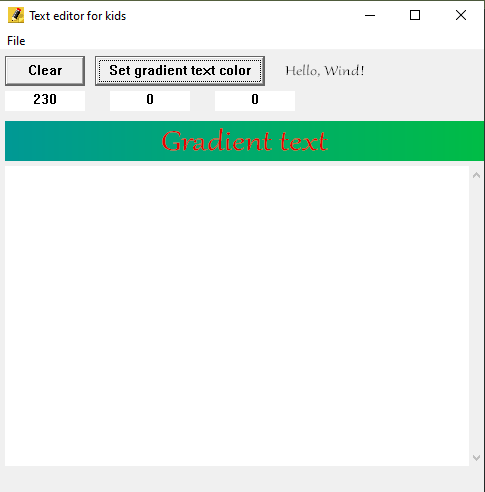 Text editor for kids
File
Clear Set gradient text color Hello, Wind!
230 0 0
Gradient text